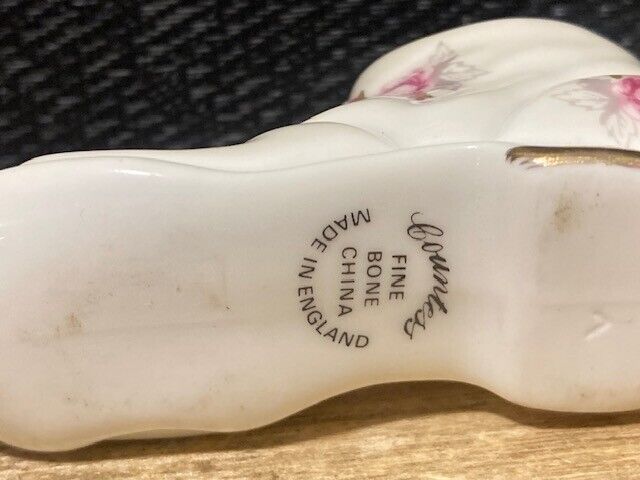 Countess
FINE
BONE
CHINA
MADE IN ENGLAND